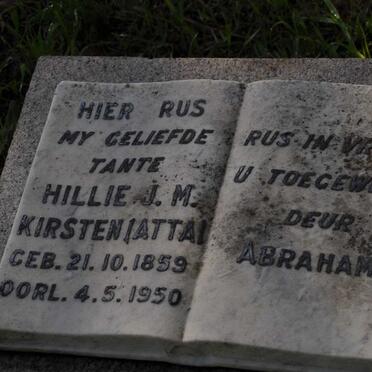 HIER RUS
MY GELIEFDE
TANTE
HILLIE J. M.
KIRSTEN (ATTA)
GEB. 21.10.1859
OORL. 4.5.1950
RUS IN
U
DEUR
ABRAHAM